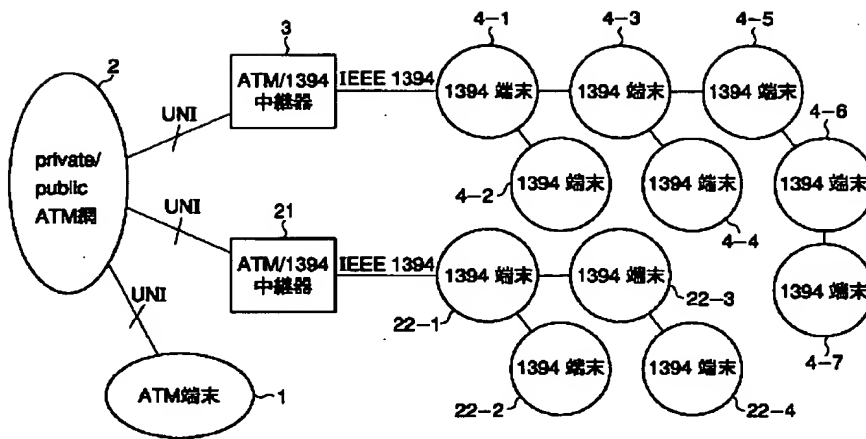 2
private/
public
ATM網
UNI
UNI
UNI
ATM端末
1
3
ATM/1394
中継器
IEEE 1394
21
ATM/1394
中継器
IEEE 1394
4-1
1394 端末
4-3
1394 端末
4-5
1394 端末
4-6
1394 端末
4-2
1394 端末
1394 端末
4-4
1394 端末
4-7
1394 端末
22-1
1394 端末
22-3
1394 端末
22-2
1394 端末
22-4